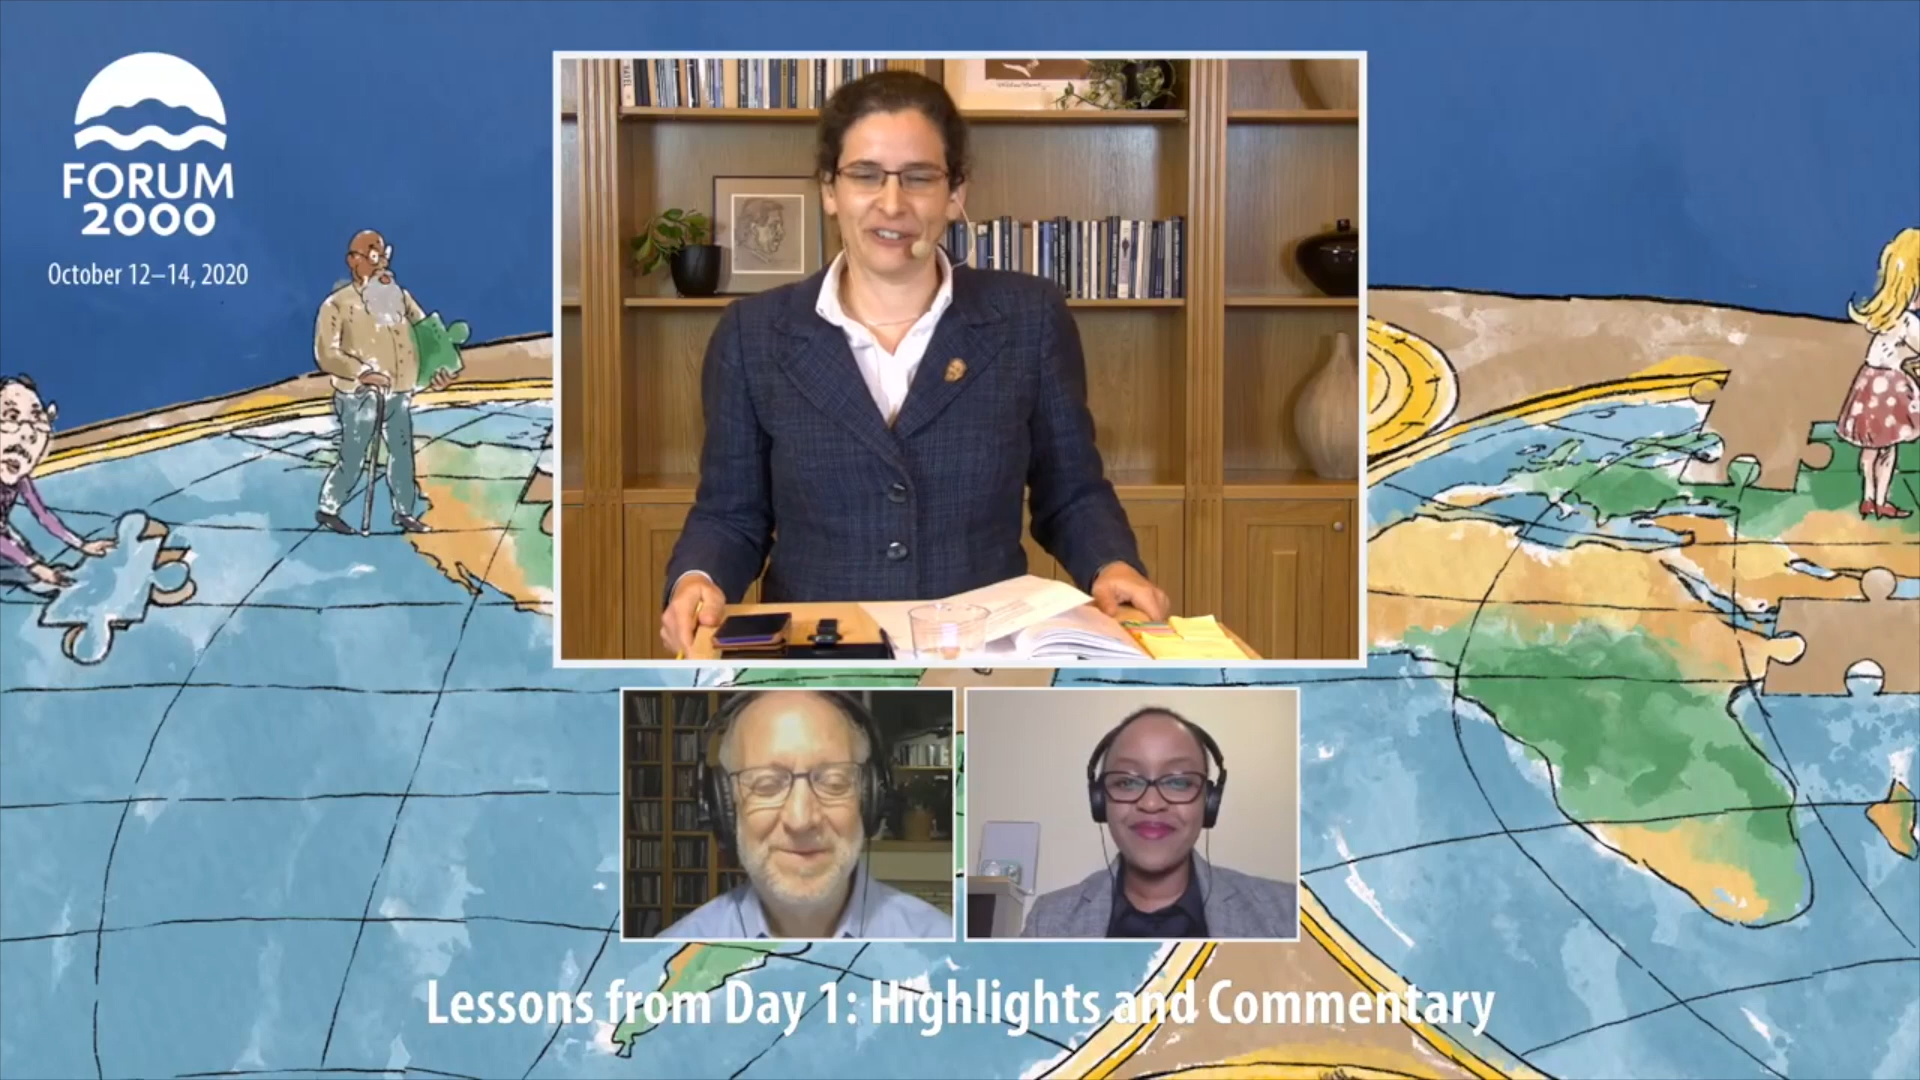 FORUM
2000
October 12–14, 2020
Lessons from Day 1: Highlights and Commentary